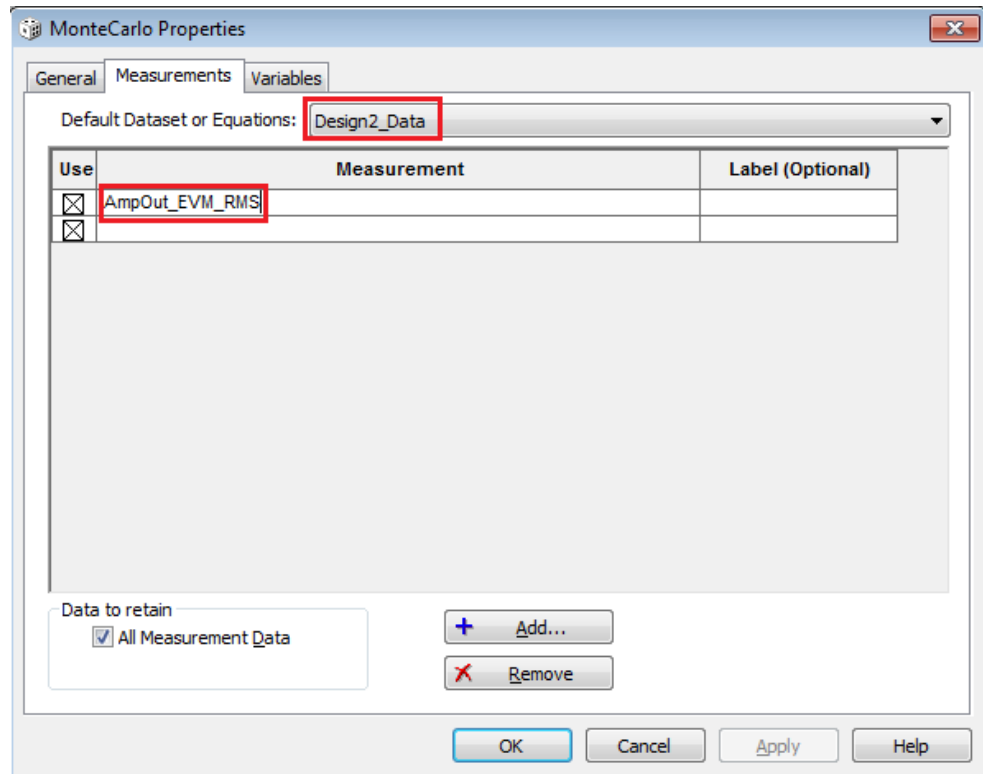 MonteCarlo Properties
General Measurements Variables
Default Dataset or Equations: Design2_Data
Use Measurement Label (Optional)
AmpOut_EVM_RMS
Data to retain
All Measurement Data
Add...
Remove
OK Cancel Apply Help